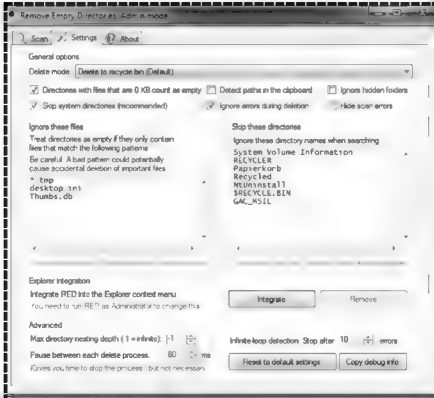 Remove Empty Directories Admin mode
Scan Settings About
General options
Delete mode Delete to recycle bin (Default)
Directories with files that are 0 KB count as empty Detect paths in the clipboard Ignore hidden folders
Skip system directories (recommended) Ignore errors during deletion Hide scan errors
Ignore these files
Treat directories as empty if they only contain
files that match the following patterns
Be careful A bad pattern could potentially
cause accidental deletion of important files
* tmp
desktop ini
Thumbs.db
Skip these directories
Ignore these directory names when searching
System Volume Information
RECYCLER
Papierkorb
Recycled
NtUninstall
$RECYCLE.BIN
GAC_MSIL
Explorer integration
Integrate RED into the Explorer context menu
You need to run RED as Administrator to change this
Integrate Remove
Advanced
Max directory nesting depth (-1 = infinite): -1
Infinite-loop detection Stop after 10 errors
Pause between each delete process. 80 ms
(Gives you time to stop the process but not necessary
Reset to default settings Copy debug info